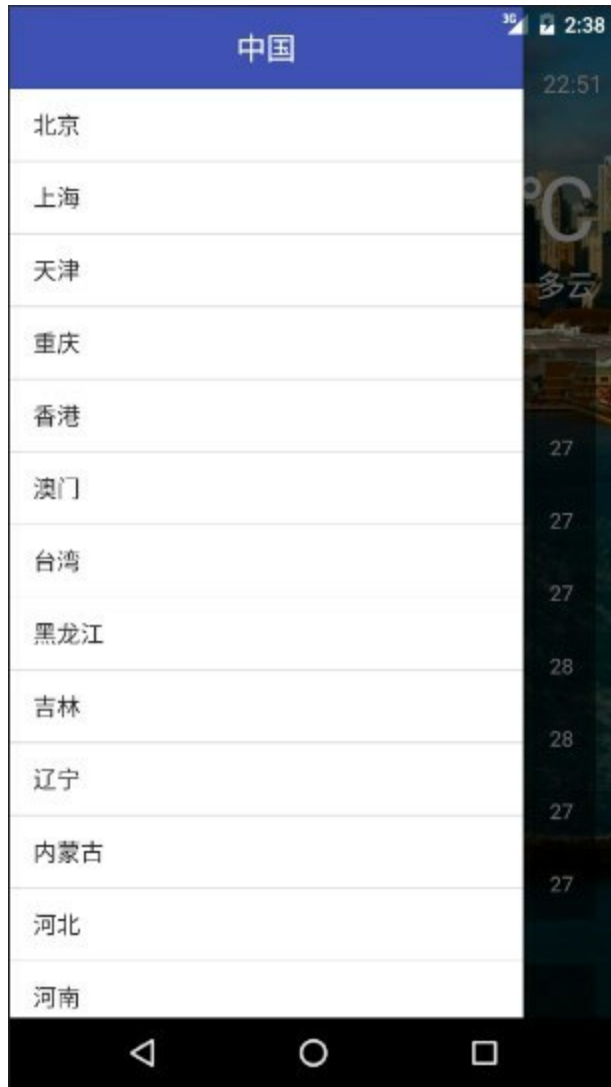 2:38
中国
22:51
北京
上海
℃
天津
多云
重庆
香港
27
澳门
27
台湾
27
黑龙江
28
吉林
28
辽宁
27
内蒙古
27
河北
河南